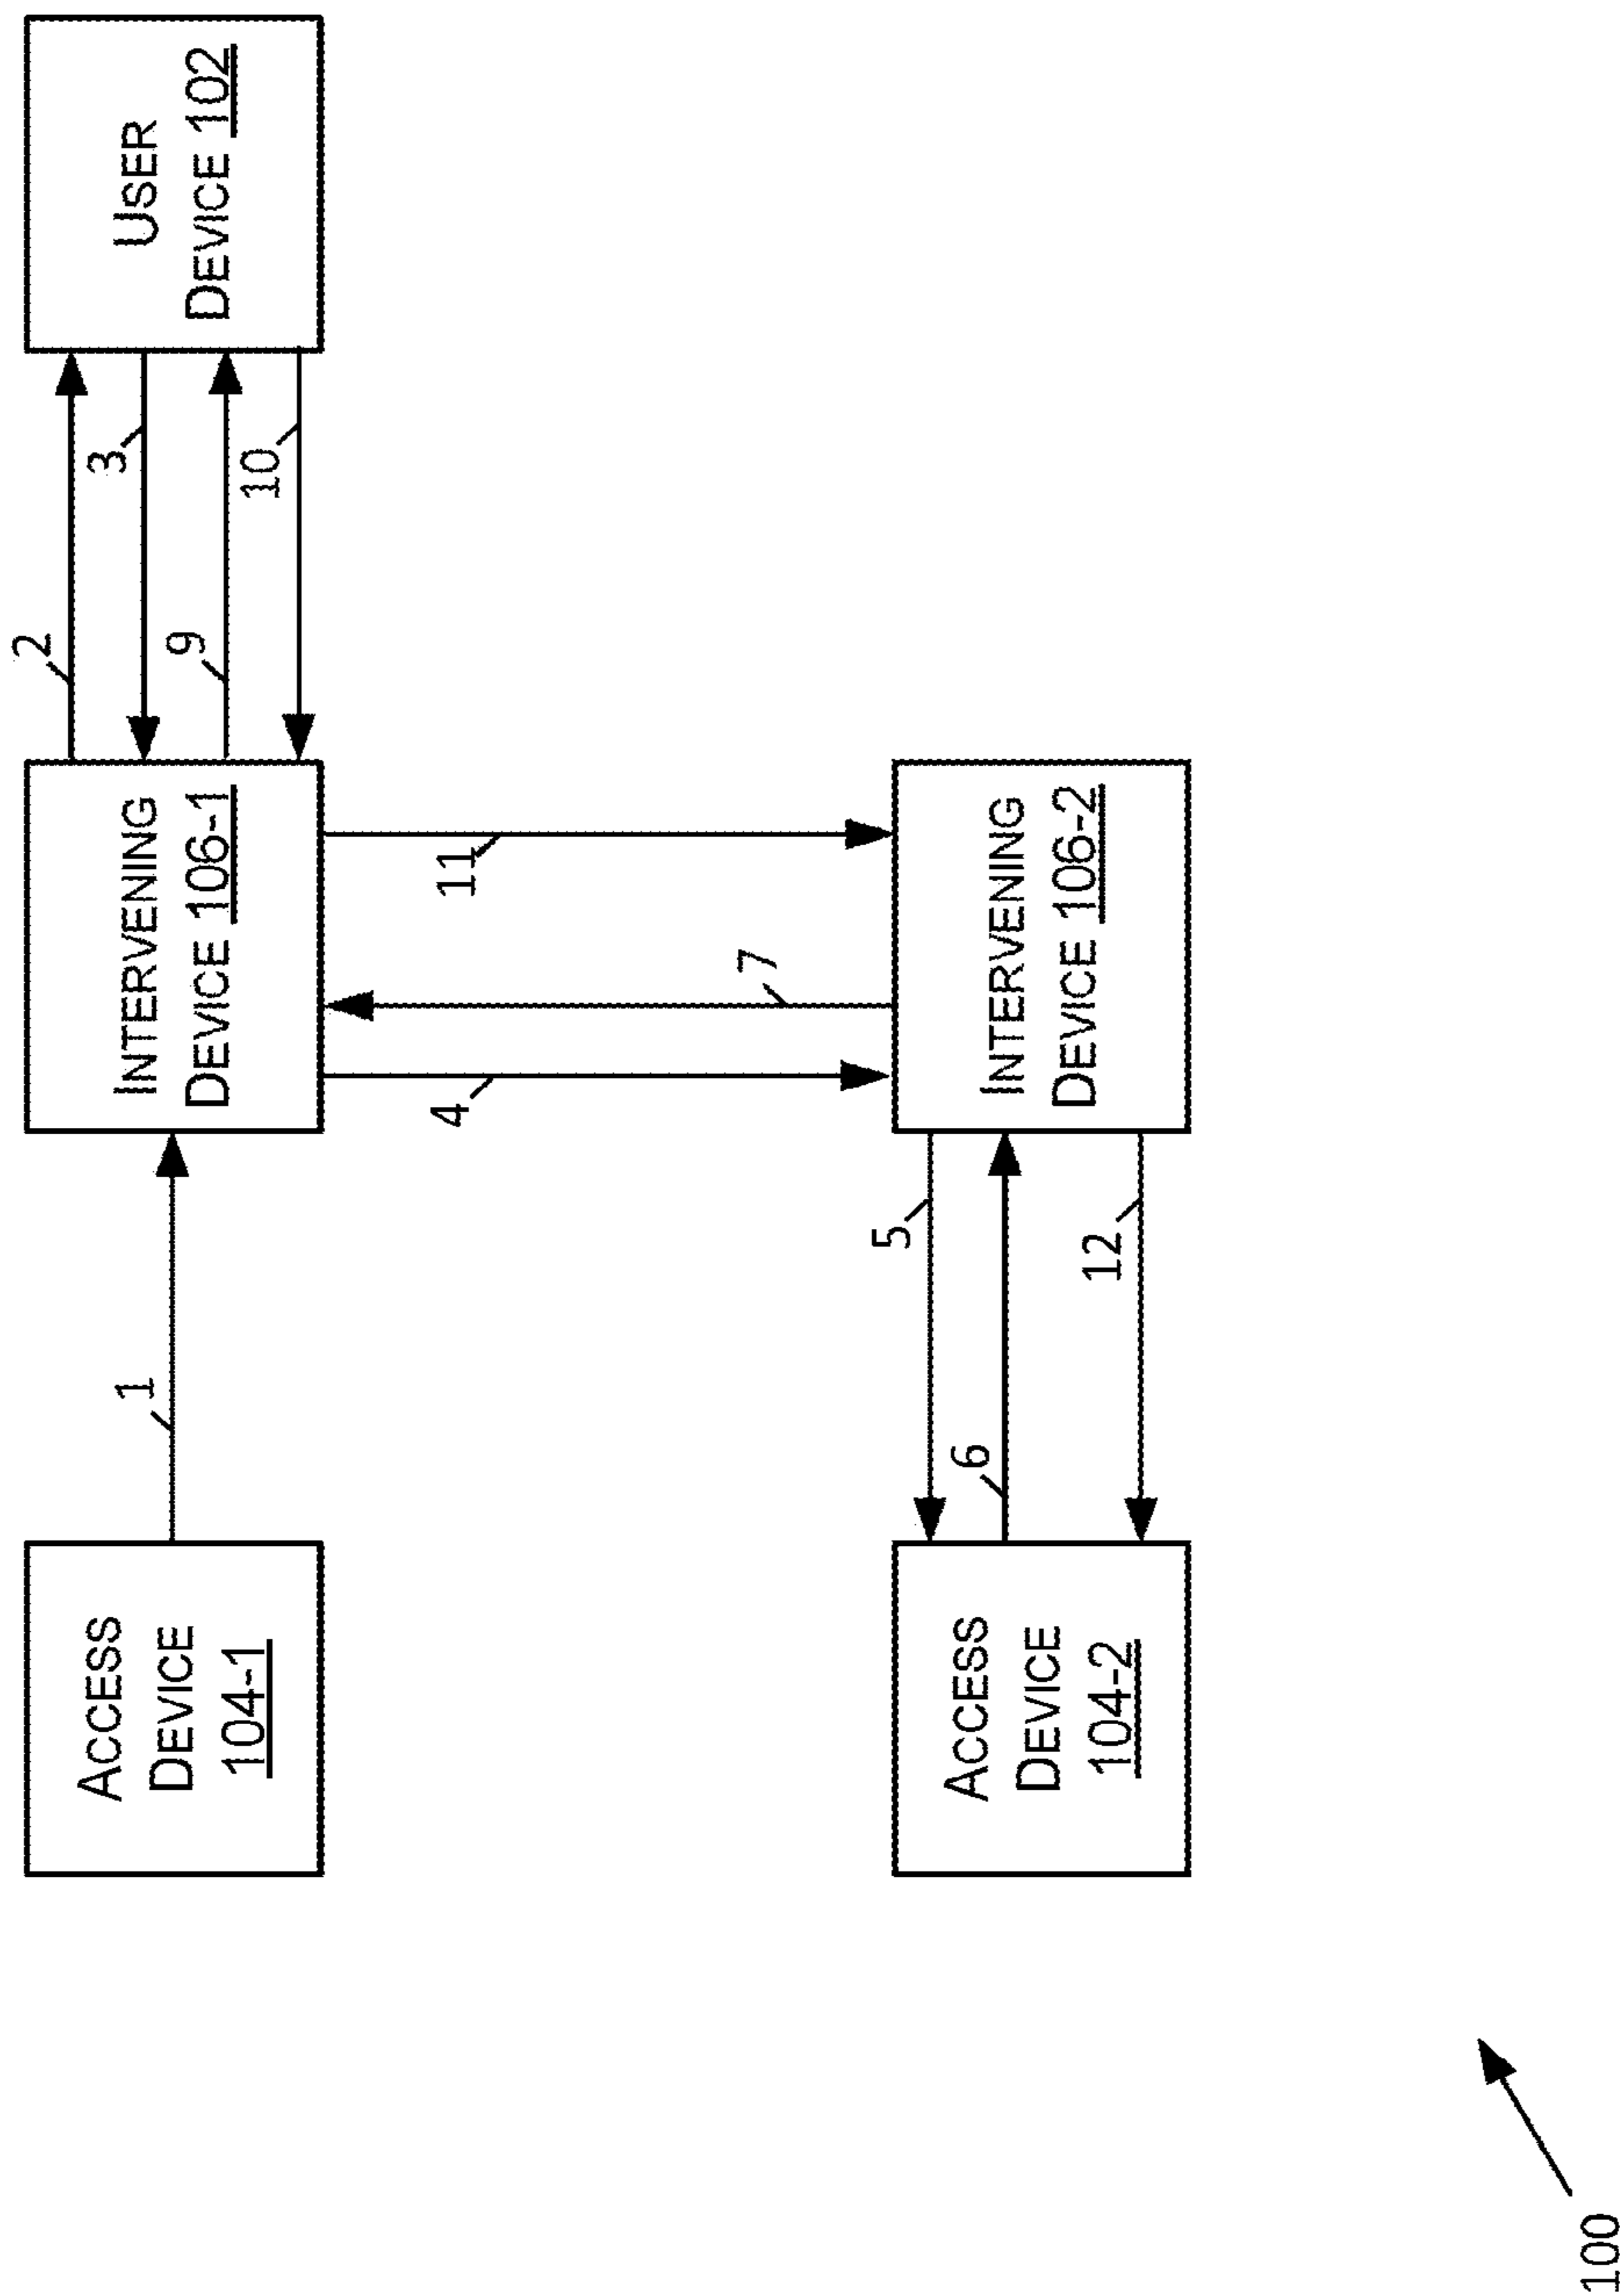 ACCESS
DEVICE
104-1
1
INTERVENING
DEVICE 106-1
2
3
9
10
USER
DEVICE 102
4
7
11
ACCESS
DEVICE
104-2
5
6
12
INTERVENING
DEVICE 106-2
100